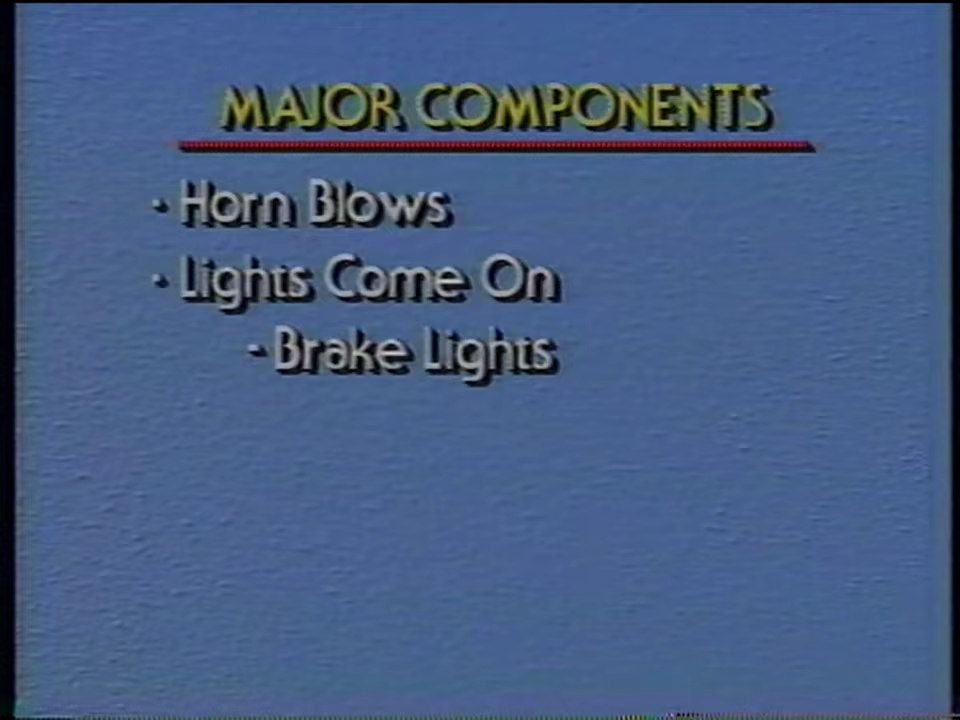 MAJOR COMPONENTS
· Horn Blows
· Lights Come On
- Brake Lights